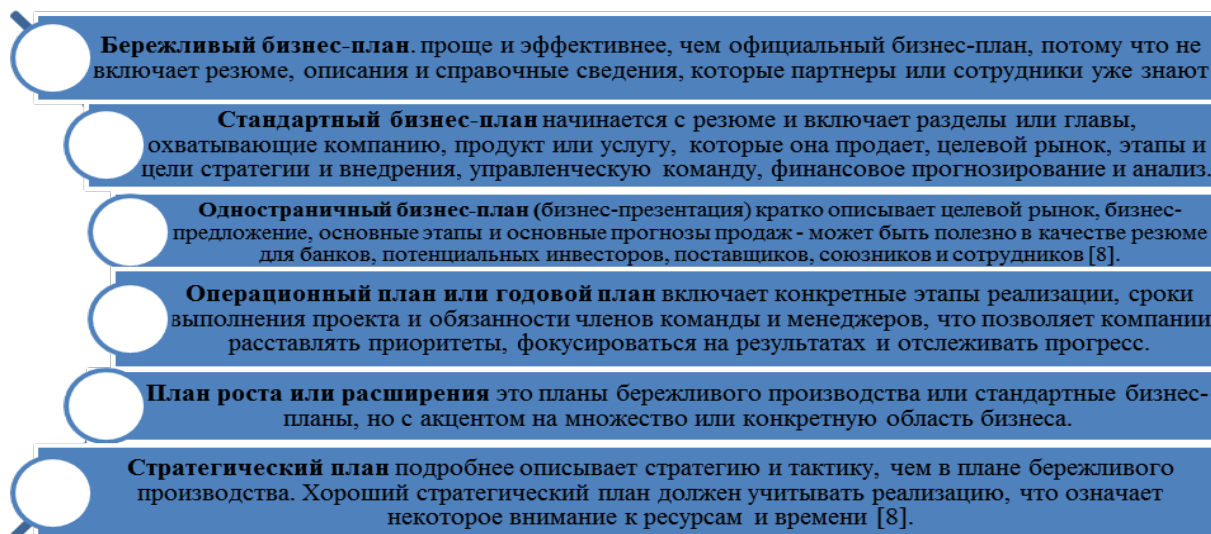 Бережливый бизнес-план. проще и эффективнее, чем официальный бизнес-план, потому что не
включает резюме, описания и справочные сведения, которые партнеры или сотрудники уже знают
Стандартный бизнес-план начинается с резюме и включает разделы или главы,
охватывающие компанию, продукт или услугу, которые она продает, целевой рынок, этапы и
цели стратегии и внедрения, управленческую команду, финансовое прогнозирование и анализ.
Одностраничный бизнес-план (бизнес-презентация) кратко описывает целевой рынок, бизнес-
предложение, основные этапы и основные прогнозы продаж - может быть полезно в качестве резюме
для банков, потенциальных инвесторов, поставщиков, союзников и сотрудников [8].
Операционный план или годовой план включает конкретные этапы реализации, сроки
выполнения проекта и обязанности членов команды и менеджеров, что позволяет компании
расставлять приоритеты, фокусироваться на результатах и отслеживать прогресс.
План роста или расширения это планы бережливого производства или стандартные бизнес-
планы, но с акцентом на множество или конкретную область бизнеса.
Стратегический план подробнее описывает стратегию и тактику, чем в плане бережливого
производства. Хороший стратегический план должен учитывать реализацию, что означает
некоторое внимание к ресурсам и времени [8].